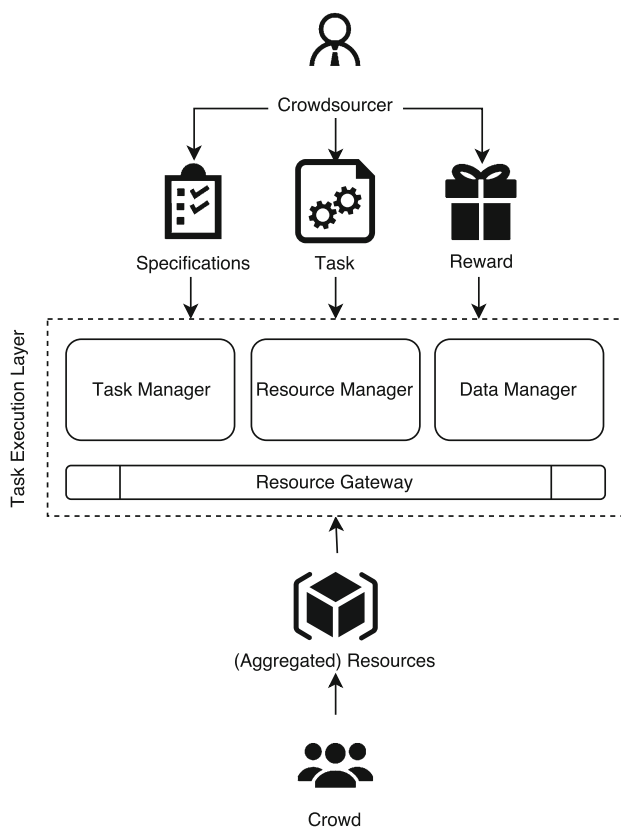 Crowdsourcer
Specifications
Task
Reward
Task Execution Layer
Task Manager
Resource Manager
Data Manager
Resource Gateway
(Aggregated) Resources
Crowd